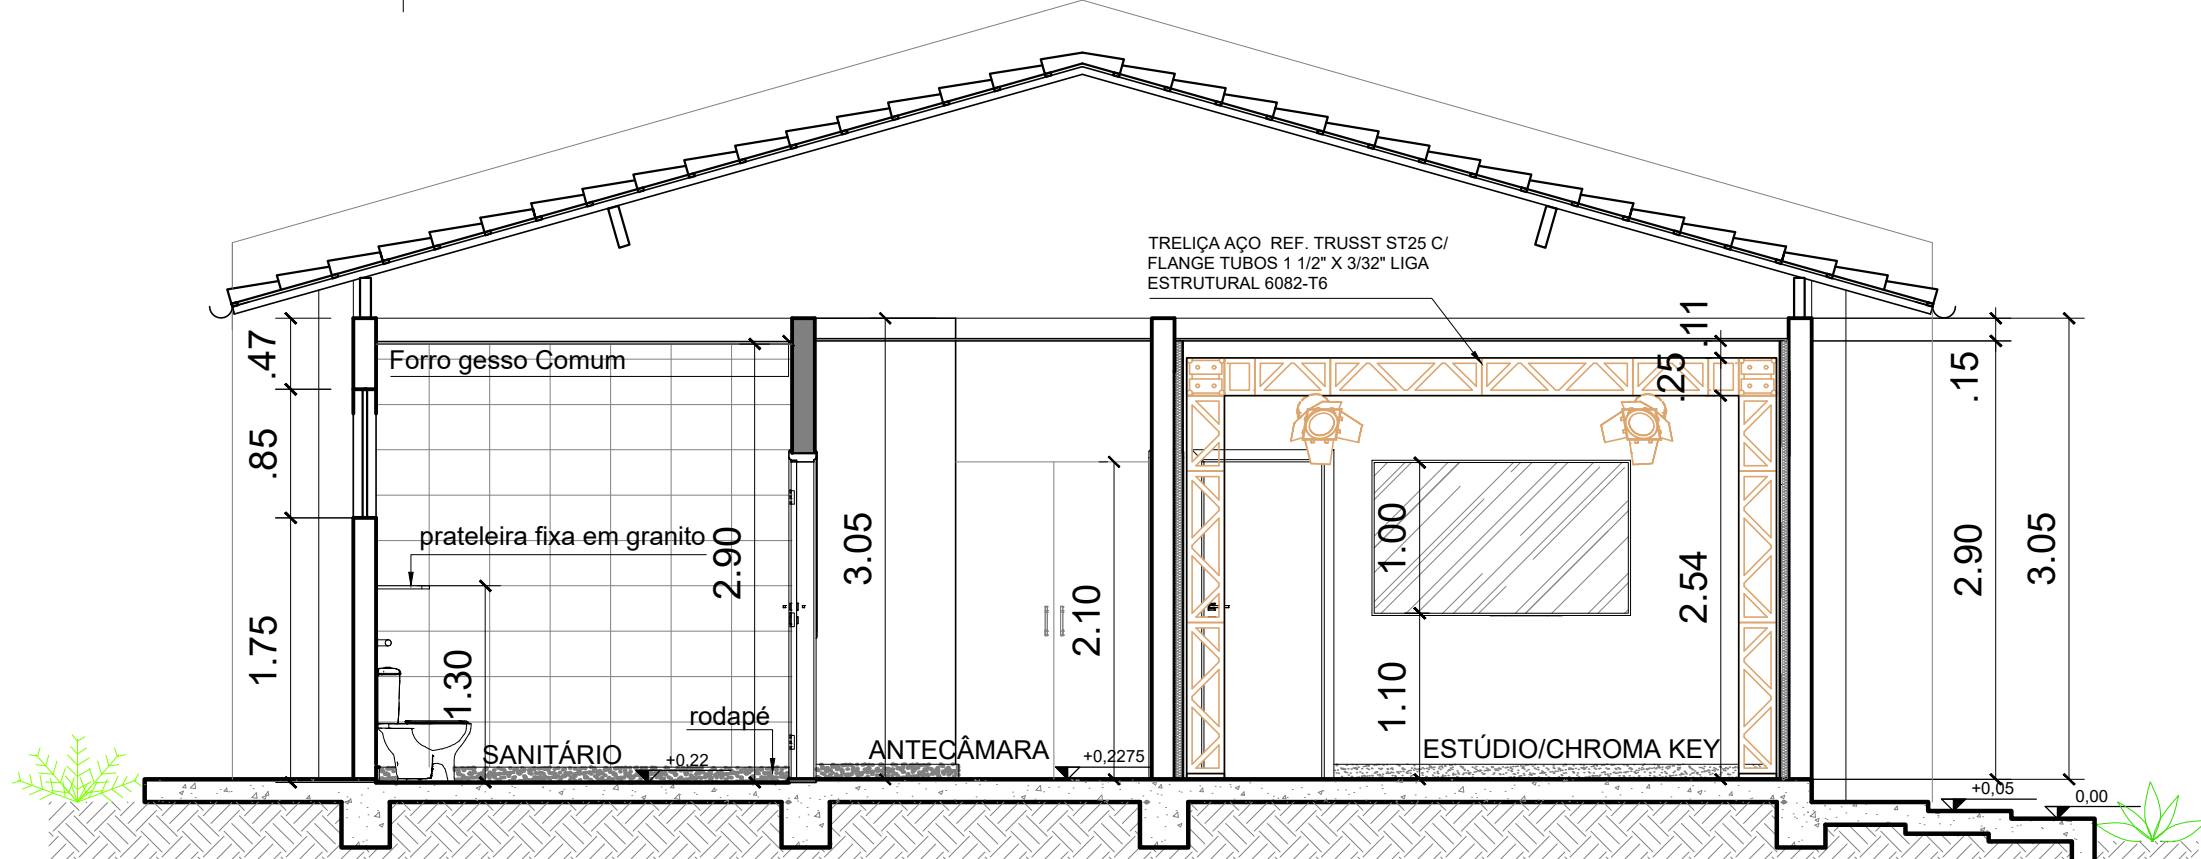 TRELIÇA AÇO REF. TRUSST ST25 C/
FLANGE TUBOS 1 1/2" X 3/32" LIGA
ESTRUTURAL 6082-T6
.47
.85
1.75
Forro gesso Comum
prateleira fixa em granito
1.30
2.90
rodapé
SANITÁRIO
+0,22
3.05
ANTECÂMARA
2.10
+0,2275
.11
.25
1.00
1.10
2.54
ESTÚDIO/CHROMA KEY
.15
2.90
3.05
+0,05
0,00